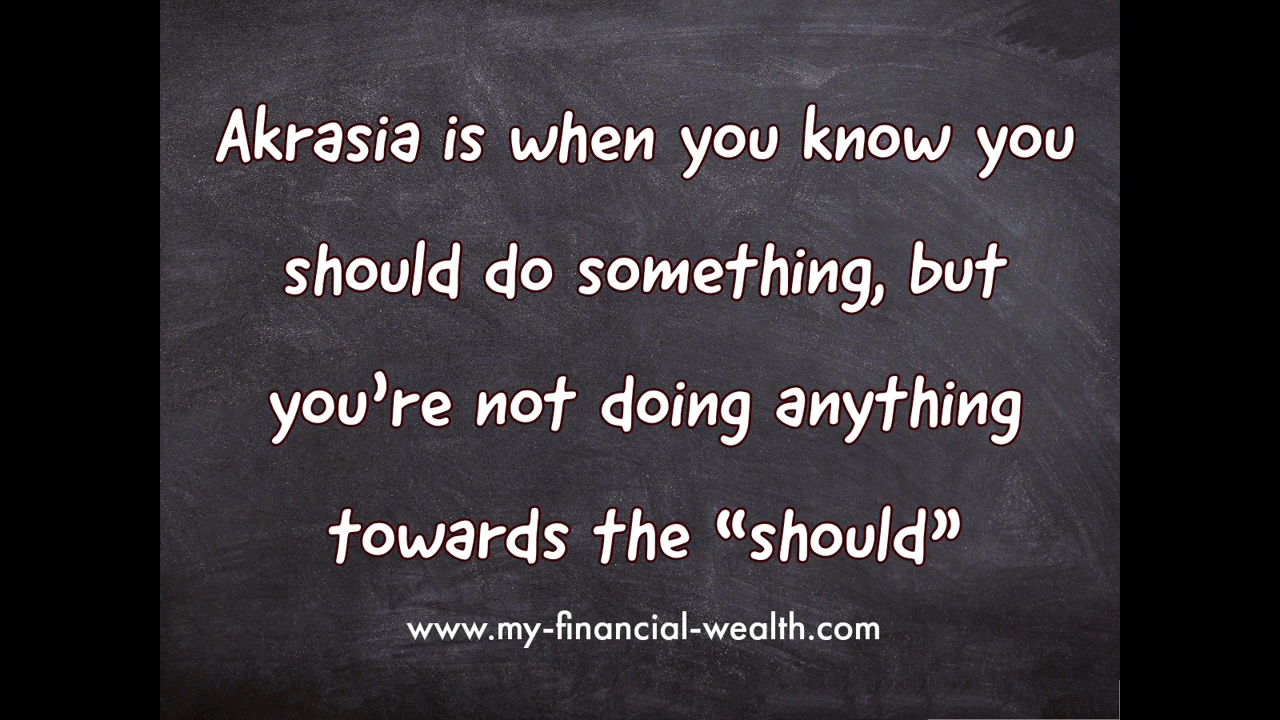 Akrasia is when you know you
should do something, but
you’re not doing anything
towards the “should”
www.my-financial-wealth.com